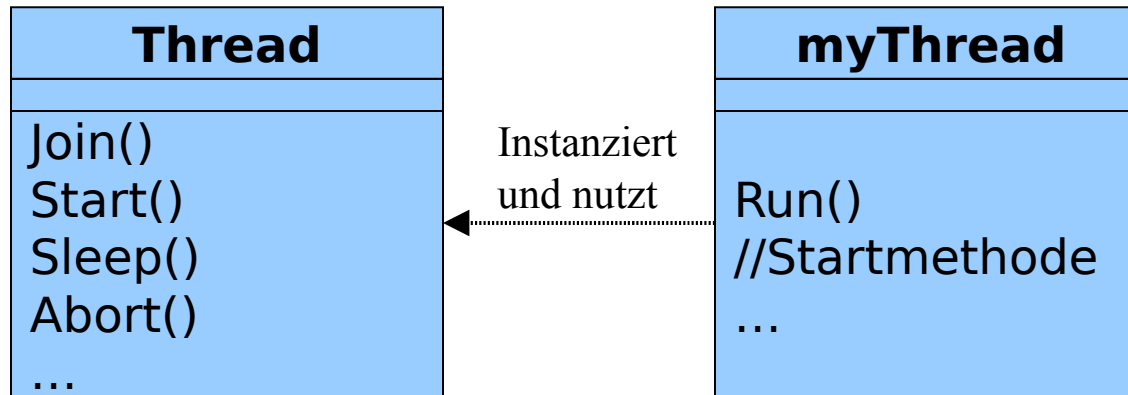 Thread
Join()
Start()
Sleep()
Abort()
...
Instanziert
und nutzt
myThread
Run()
//Startmethode
...